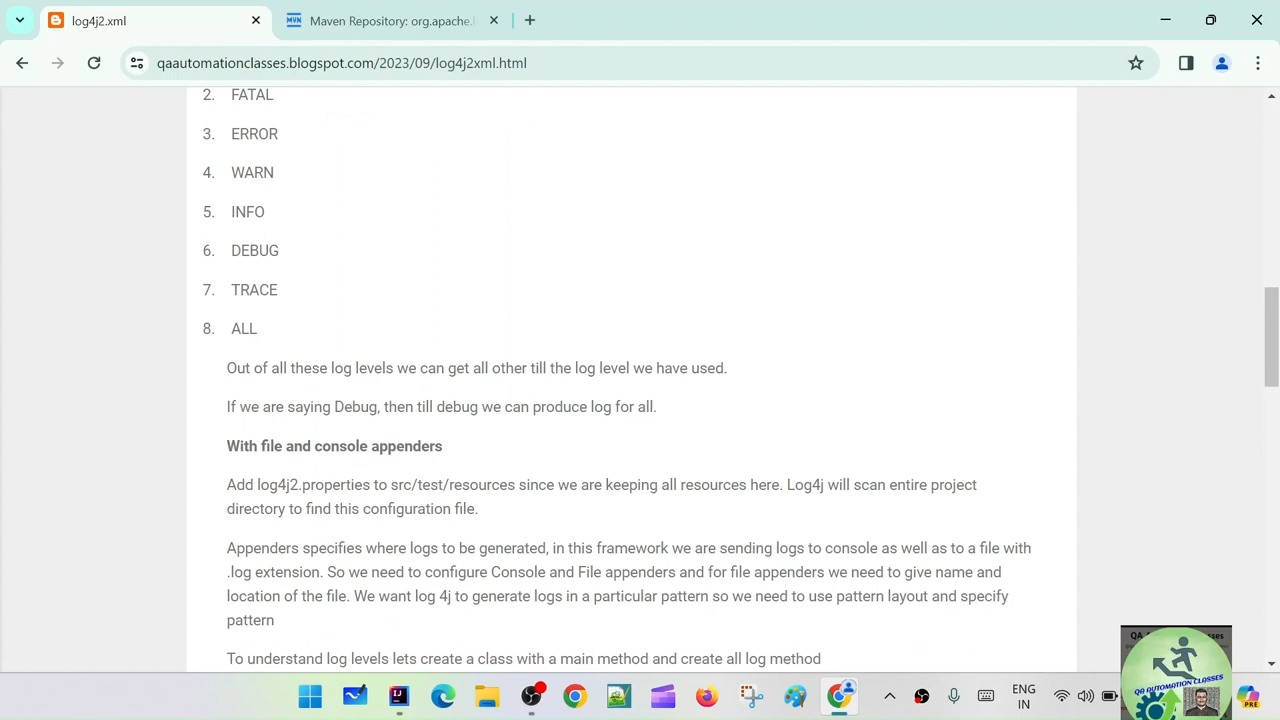 log4j2.xml
Maven Repository: org.apache.l
qaautomationclasses.blogspot.com/2023/09/log4j2xml.html
2. FATAL
3. ERROR
4. WARN
5. INFO
6. DEBUG
7. TRACE
8. ALL
Out of all these log levels we can get all other till the log level we have used.
If we are saying Debug, then till debug we can produce log for all.
With file and console appenders
Add log4j2.properties to src/test/resources since we are keeping all resources here. Log4j will scan entire project
directory to find this configuration file.
Appenders specifies where logs to be generated, in this framework we are sending logs to console as well as to a file with
.log extension. So we need to configure Console and File appenders and for file appenders we need to give name and
location of the file. We want log 4j to generate logs in a particular pattern so we need to use pattern layout and specify
pattern
To understand log levels lets create a class with a main method and create all log method
ENG
IN
PRE
QA AUTOMATION CLASSES